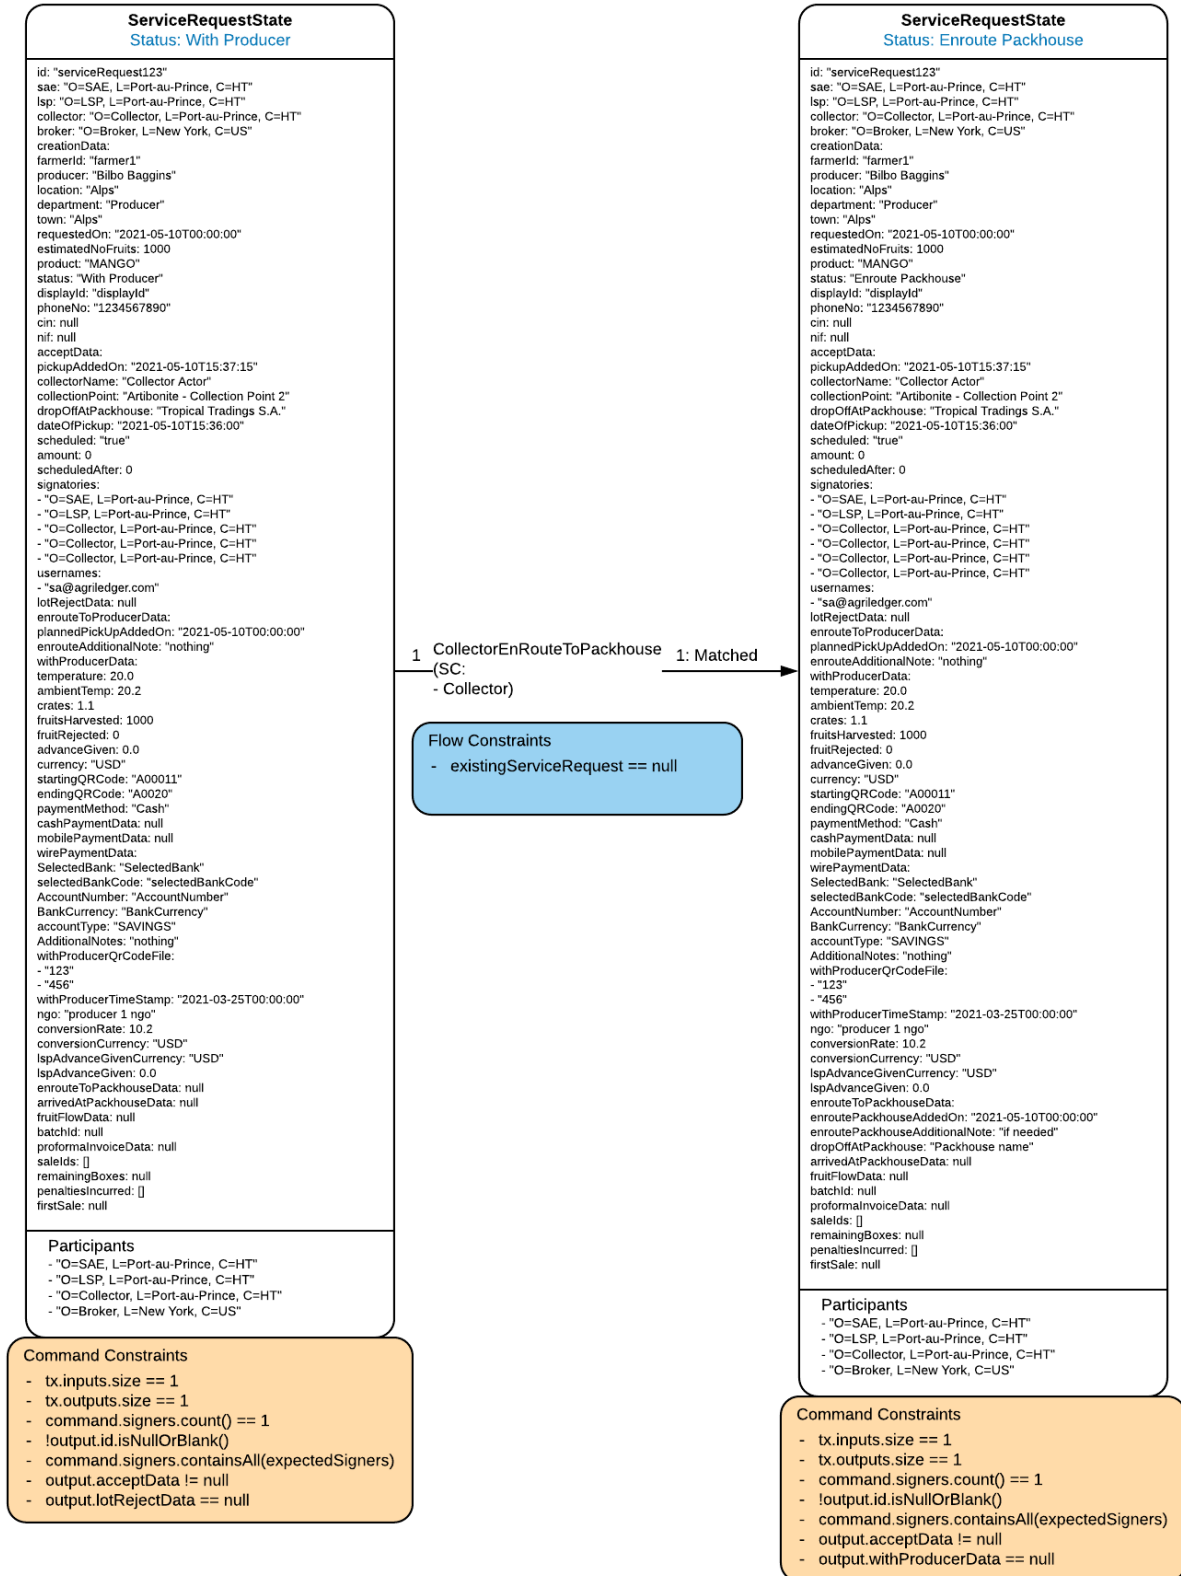 ServiceRequestState
Status: With Producer
id: "serviceRequest123"
sae: "O=SAE, L=Port-au-Prince, C=HT"
lsp: "O=LSP, L=Port-au-Prince, C=HT"
collector: "O=Collector, L=Port-au-Prince, C=HT"
broker: "O=Broker, L=New York, C=US"
creationData:
farmerId: "farmer1"
producer: "Bilbo Baggins"
location: "Alps"
department: "Producer"
town: "Alps"
requestedOn: "2021-05-10T00:00:00"
estimatedNoFruits: 1000
product: "MANGO"
status: "With Producer"
displayId: "displayId"
phoneNo: "1234567890"
cin: null
nif: null
acceptData:
pickupAddedOn: "2021-05-10T15:37:15"
collectorName: "Collector Actor"
collectionPoint: "Artibonite - Collection Point 2"
dropOffAtPackhouse: "Tropical Tradings S.A."
dateOfPickup: "2021-05-10T15:36:00"
scheduled: "true"
amount: 0
scheduledAfter: 0
signatories:
- "O=SAE, L=Port-au-Prince, C=HT"
- "O=LSP, L=Port-au-Prince, C=HT"
- "O=Collector, L=Port-au-Prince, C=HT"
- "O=Collector, L=Port-au-Prince, C=HT"
- "O=Collector, L=Port-au-Prince, C=HT"
usernames:
- "sa@agriledger.com"
lotRejectData: null
enrouteToProducerData:
plannedPickUpAddedOn: "2021-05-10T00:00:00"
enrouteAdditionalNote: "nothing"
withProducerData:
temperature: 20.0
ambientTemp: 20.2
crates: 1.1
fruitsHarvested: 1000
fruitRejected: 0
advanceGiven: 0.0
currency: "USD"
startingQRCode: "A00011"
endingQRCode: "A0020"
paymentMethod: "Cash"
cashPaymentData: null
mobilePaymentData: null
wirePaymentData:
SelectedBank: "SelectedBank"
selectedBankCode: "selectedBankCode"
AccountNumber: "AccountNumber"
BankCurrency: "BankCurrency"
accountType: "SAVINGS"
AdditionalNotes: "nothing"
withProducerQrCodeFile:
- "123"
- "456"
withProducerTimeStamp: "2021-03-25T00:00:00"
ngo: "producer 1 ngo"
conversionRate: 10.2
conversionCurrency: "USD"
lspAdvanceGivenCurrency: "USD"
lspAdvanceGiven: 0.0
enrouteToPackhouseData: null
arrivedAtPackhouseData: null
fruitFlowData: null
batchId: null
proformaInvoiceData: null
saleIds: []
remainingBoxes: null
penaltiesIncurred: []
firstSale: null
Participants
- "O=SAE, L=Port-au-Prince, C=HT"
- "O=LSP, L=Port-au-Prince, C=HT"
- "O=Collector, L=Port-au-Prince, C=HT"
- "O=Broker, L=New York, C=US"
Command Constraints
- tx.inputs.size == 1
- tx.outputs.size == 1
- command.signers.count() == 1
- !output.id.isNullOrBlank()
- command.signers.containsAll(expectedSigners)
- output.acceptData != null
- output.lotRejectData == null
1
CollectorEnRouteToPackhouse
(SC:
- Collector)
1: Matched
Flow Constraints
- existingServiceRequest == null
ServiceRequestState
Status: Enroute Packhouse
id: "serviceRequest123"
sae: "O=SAE, L=Port-au-Prince, C=HT"
lsp: "O=LSP, L=Port-au-Prince, C=HT"
collector: "O=Collector, L=Port-au-Prince, C=HT"
broker: "O=Broker, L=New York, C=US"
creationData:
farmerId: "farmer1"
producer: "Bilbo Baggins"
location: "Alps"
department: "Producer"
town: "Alps"
requestedOn: "2021-05-10T00:00:00"
estimatedNoFruits: 1000
product: "MANGO"
status: "Enroute Packhouse"
displayId: "displayId"
phoneNo: "1234567890"
cin: null
nif: null
acceptData:
pickupAddedOn: "2021-05-10T15:37:15"
collectorName: "Collector Actor"
collectionPoint: "Artibonite - Collection Point 2"
dropOffAtPackhouse: "Tropical Tradings S.A."
dateOfPickup: "2021-05-10T15:36:00"
scheduled: "true"
amount: 0
scheduledAfter: 0
signatories:
- "O=SAE, L=Port-au-Prince, C=HT"
- "O=LSP, L=Port-au-Prince, C=HT"
- "O=Collector, L=Port-au-Prince, C=HT"
- "O=Collector, L=Port-au-Prince, C=HT"
- "O=Collector, L=Port-au-Prince, C=HT"
- "O=Collector, L=Port-au-Prince, C=HT"
usernames:
- "sa@agriledger.com"
lotRejectData: null
enrouteToProducerData:
plannedPickUpAddedOn: "2021-05-10T00:00:00"
enrouteAdditionalNote: "nothing"
withProducerData:
temperature: 20.0
ambientTemp: 20.2
crates: 1.1
fruitsHarvested: 1000
fruitRejected: 0
advanceGiven: 0.0
currency: "USD"
startingQRCode: "A00011"
endingQRCode: "A0020"
paymentMethod: "Cash"
cashPaymentData: null
mobilePaymentData: null
wirePaymentData:
SelectedBank: "SelectedBank"
selectedBankCode: "selectedBankCode"
AccountNumber: "AccountNumber"
BankCurrency: "BankCurrency"
accountType: "SAVINGS"
AdditionalNotes: "nothing"
withProducerQrCodeFile:
- "123"
- "456"
withProducerTimeStamp: "2021-03-25T00:00:00"
ngo: "producer 1 ngo"
conversionRate: 10.2
conversionCurrency: "USD"
lspAdvanceGivenCurrency: "USD"
lspAdvanceGiven: 0.0
enrouteToPackhouseData:
enroutePackhouseAddedOn: "2021-05-10T00:00:00"
enroutePackhouseAdditionalNote: "if needed"
dropOffAtPackhouse: "Packhouse name"
arrivedAtPackhouseData: null
fruitFlowData: null
batchId: null
proformaInvoiceData: null
saleIds: []
remainingBoxes: null
penaltiesIncurred: []
firstSale: null
Participants
- "O=SAE, L=Port-au-Prince, C=HT"
- "O=LSP, L=Port-au-Prince, C=HT"
- "O=Collector, L=Port-au-Prince, C=HT"
- "O=Broker, L=New York, C=US"
Command Constraints
- tx.inputs.size == 1
- tx.outputs.size == 1
- command.signers.count() == 1
- !output.id.isNullOrBlank()
- command.signers.containsAll(expectedSigners)
- output.acceptData != null
- output.withProducerData == null